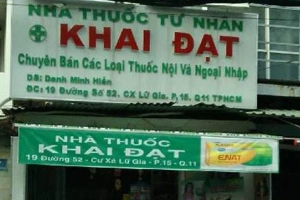 NHÀ THUỐC TƯ NHÂN
KHAI ĐẠT
Chuyên Bán Các Loại Thuốc Nội Và Ngoại Nhập
DS: Danh Minh Hiền
ĐC: 19 Đường Số 52, CX Lữ Gia, P.15, Q11 TPHCM
NHÀ THUỐC
KHAI ĐẠT
19 ĐƯỜNG 52 - CƯ XÁ LỮ GIA - P.15 - Q.11
ENAT